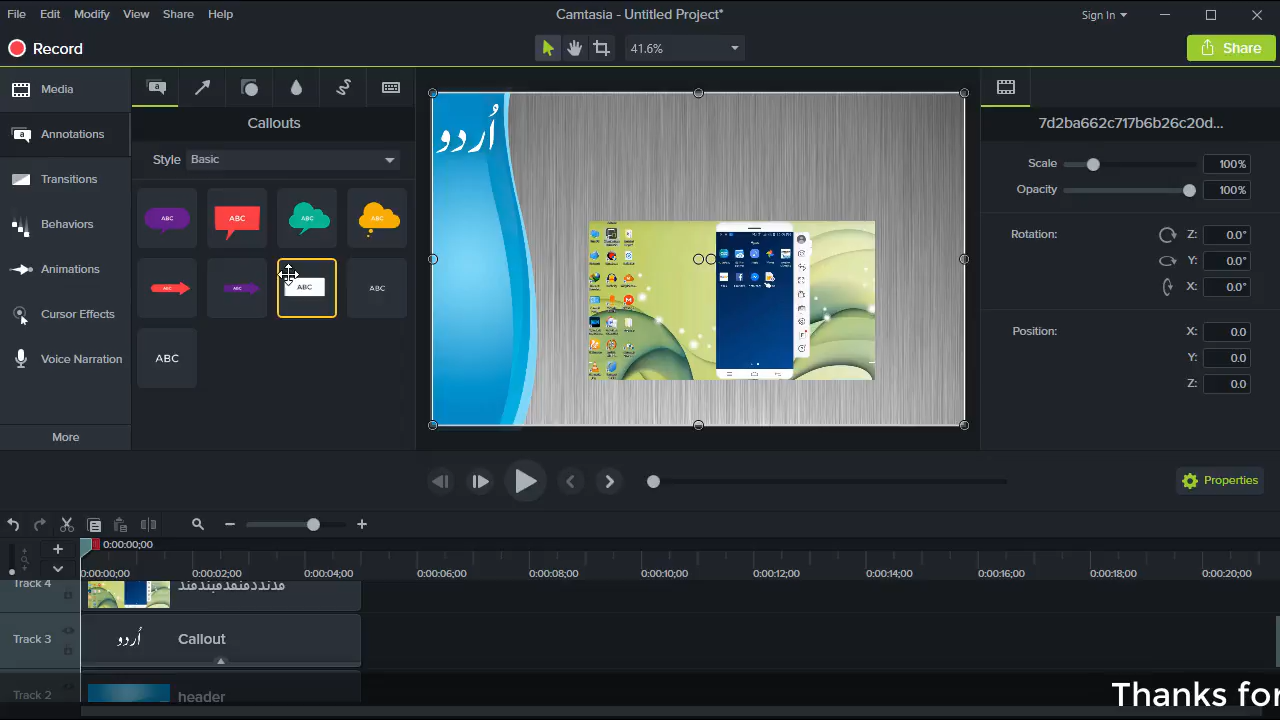 File Edit Modify View Share Help
Camtasia - Untitled Project*
Sign In
Record
41.6%
Share
Media
Annotations
Transitions
Behaviors
Animations
Cursor Effects
Voice Narration
More
Callouts
Style Basic
ABC ABC ABC ABC
ABC ABC ABC ABC
ABC
اُردو
7d2ba662c717b6b26c20d...
Scale 100%
Opacity 100%
Rotation: Z: 0.0°
Y: 0.0°
X: 0.0°
Position: X: 0.0
Y: 0.0
Z: 0.0
Properties
0:00:00;00
0:00:00;00 0:00:02;00 0:00:04;00 0:00:06;00 0:00:08;00 0:00:10;00 0:00:12;00 0:00:14;00 0:00:16;00 0:00:18;00 0:00:20;00
Track 4
Track 3 اُردو Callout
Track 2 header
Thanks for